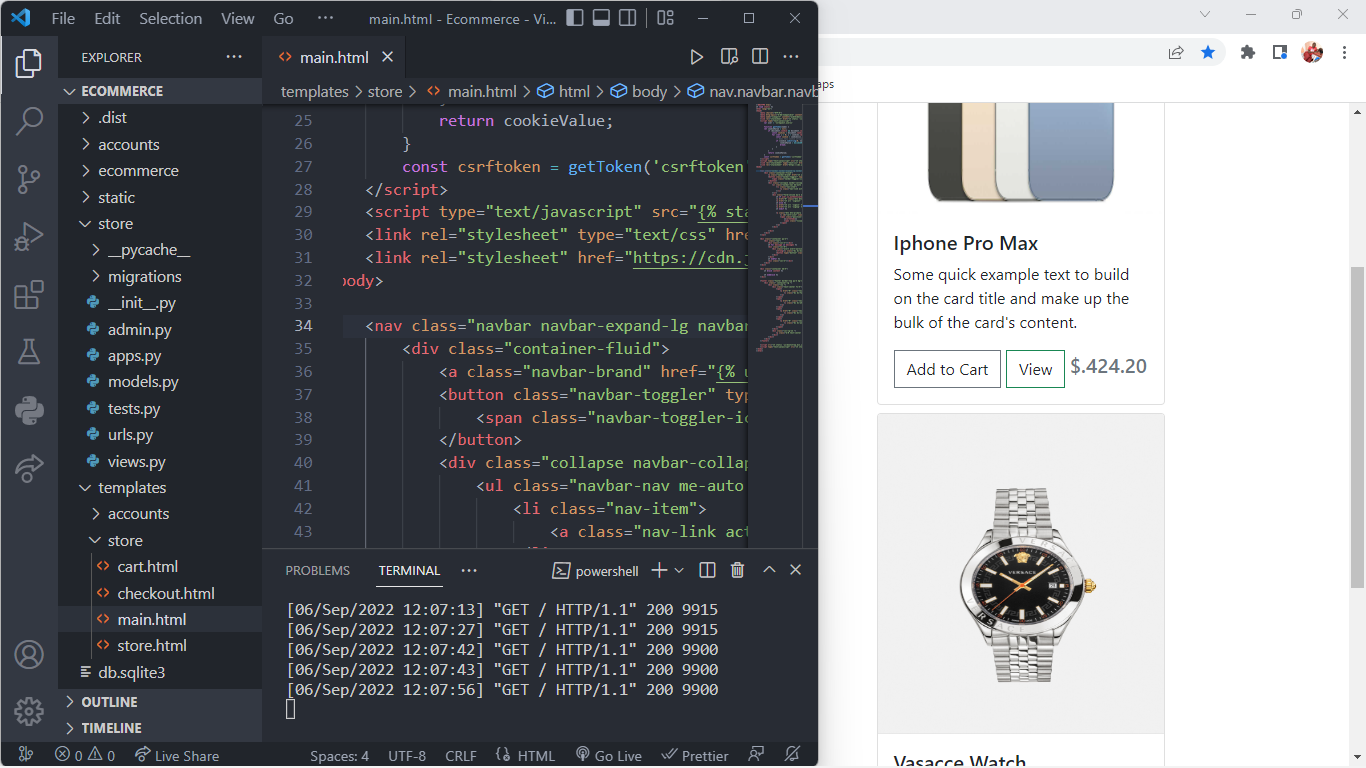 File Edit Selection View Go ··· main.html - Ecommerce - Vi...
EXPLORER ···
ECOMMERCE
.dist
accounts
ecommerce
static
store
__pycache__
migrations
__init__.py
admin.py
apps.py
models.py
tests.py
urls.py
views.py
templates
accounts
store
cart.html
checkout.html
main.html
store.html
db.sqlite3
OUTLINE
TIMELINE
main.html
templates > store > <> main.html > html > body > nav.navbar.navb
25 return cookieValue;
26 }
27 const csrftoken = getToken('csrftoken'
28 </script>
29 <script type="text/javascript" src="{% sta
30 <link rel="stylesheet" type="text/css" hre
31 <link rel="stylesheet" href="https://cdn.j
32 body>
33
34 <nav class="navbar navbar-expand-lg navbar
35 <div class="container-fluid">
36 <a class="navbar-brand" href="{% u
37 <button class="navbar-toggler" typ
38 <span class="navbar-toggler-ic
39 </button>
40 <div class="collapse navbar-collap
41 <ul class="navbar-nav me-auto
42 <li class="nav-item">
43 <a class="nav-link act
PROBLEMS TERMINAL ··· powershell
[06/Sep/2022 12:07:13] "GET / HTTP/1.1" 200 9915
[06/Sep/2022 12:07:27] "GET / HTTP/1.1" 200 9915
[06/Sep/2022 12:07:42] "GET / HTTP/1.1" 200 9900
[06/Sep/2022 12:07:43] "GET / HTTP/1.1" 200 9900
[06/Sep/2022 12:07:56] "GET / HTTP/1.1" 200 9900
0 0 Live Share Spaces: 4 UTF-8 CRLF {} HTML Go Live Prettier
aps
Iphone Pro Max
Some quick example text to build
on the card title and make up the
bulk of the card's content.
Add to Cart View $.424.20
VERSACE
Vasacce Watch